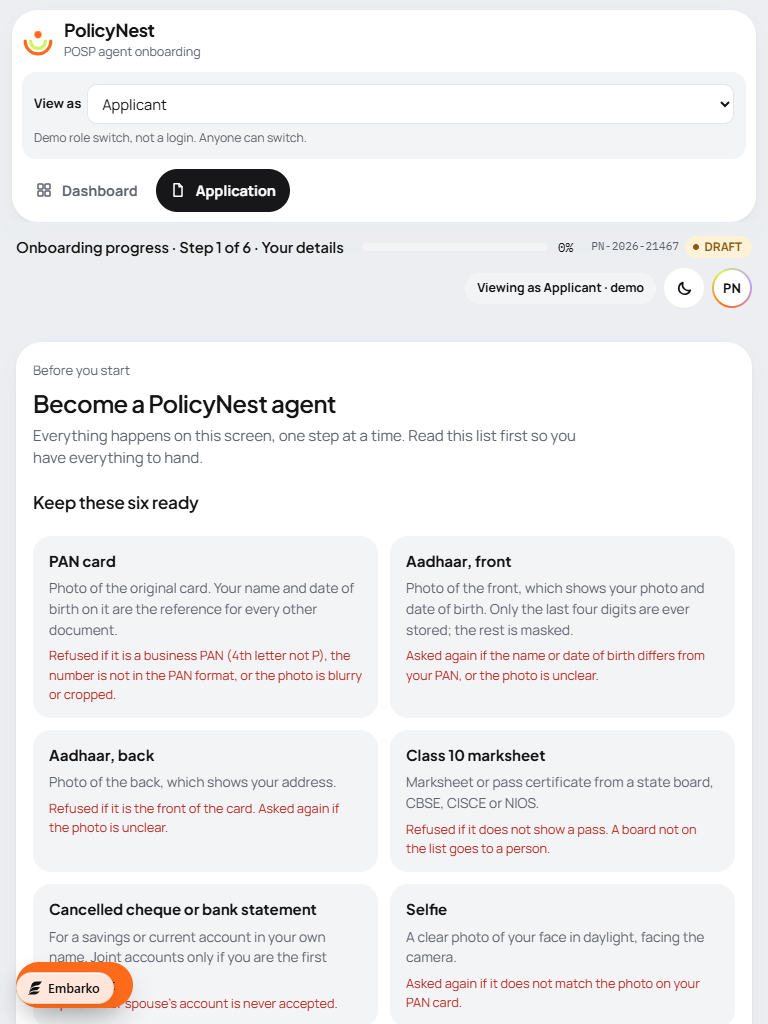 PolicyNest
POSP agent onboarding
View as
Applicant
Demo role switch, not a login. Anyone can switch.
Dashboard
Application
Onboarding progress · Step 1 of 6 · Your details
0%
PN-2026-21467
DRAFT
Viewing as Applicant · demo
PN
Before you start
Become a PolicyNest agent
Everything happens on this screen, one step at a time. Read this list first so you
have everything to hand.
Keep these six ready
PAN card
Photo of the original card. Your name and date of
birth on it are the reference for every other
document.
Refused if it is a business PAN (4th letter not P), the
number is not in the PAN format, or the photo is blurry
or cropped.
Aadhaar, front
Photo of the front, which shows your photo and
date of birth. Only the last four digits are ever
stored; the rest is masked.
Asked again if the name or date of birth differs from
your PAN, or the photo is unclear.
Aadhaar, back
Photo of the back, which shows your address.
Refused if it is the front of the card. Asked again if
the photo is unclear.
Class 10 marksheet
Marksheet or pass certificate from a state board,
CBSE, CISCE or NIOS.
Refused if it does not show a pass. A board not on
the list goes to a person.
Cancelled cheque or bank statement
For a savings or current account in your own
name. Joint accounts only if you are the first
spouse's account is never accepted.
Selfie
A clear photo of your face in daylight, facing the
camera.
Asked again if it does not match the photo on your
PAN card.
Embarko